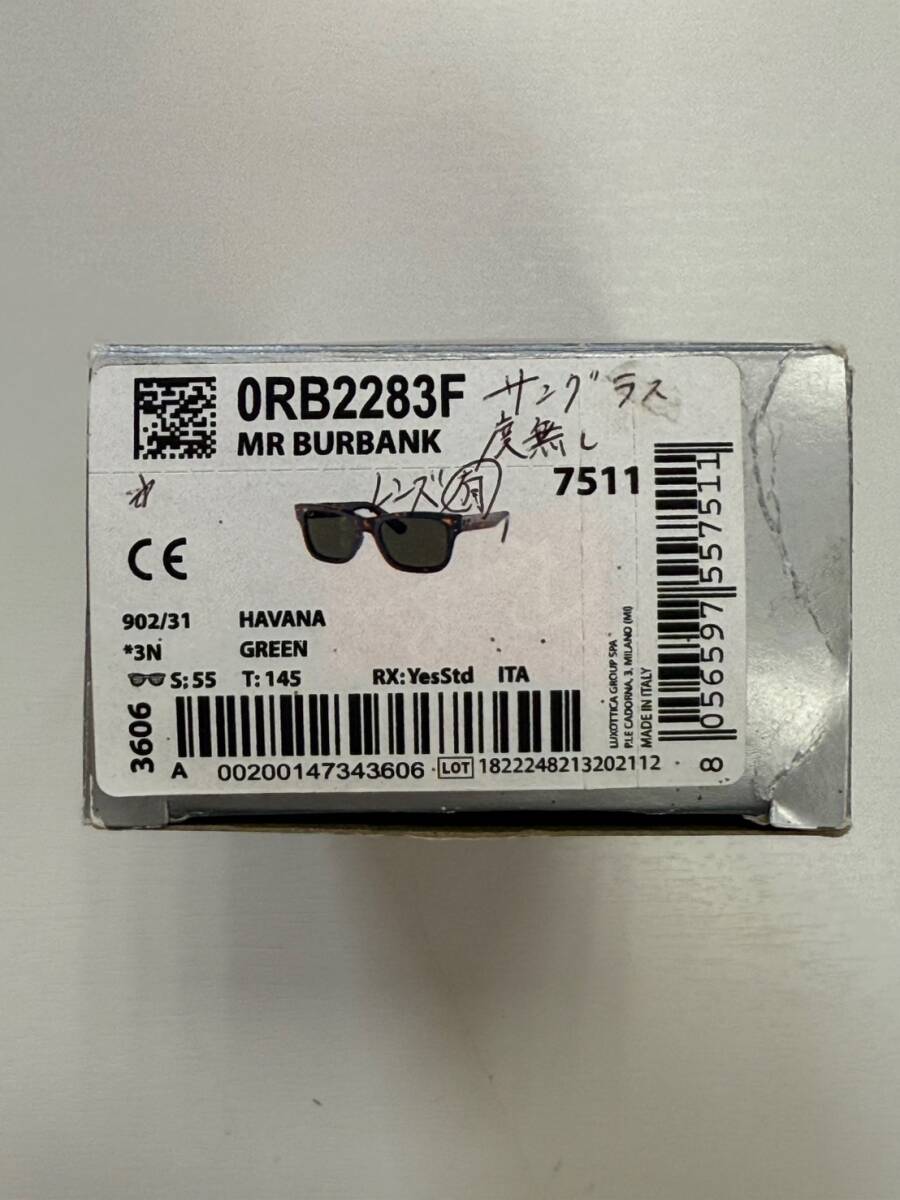 ORB2283F サングラス
MR BURBANK 度無し
レンズ 有 7511
CE
902/31 HAVANA
*3N GREEN
S; 55 T: 145 RX: YesStd ITA
3606
A 00200147343606 LOT 1822248213202112
LUXOTTICA GROUP SPA
P.LE CADORNA, 3, MILANO (MI)
MADE IN ITALY
8 056597 557511